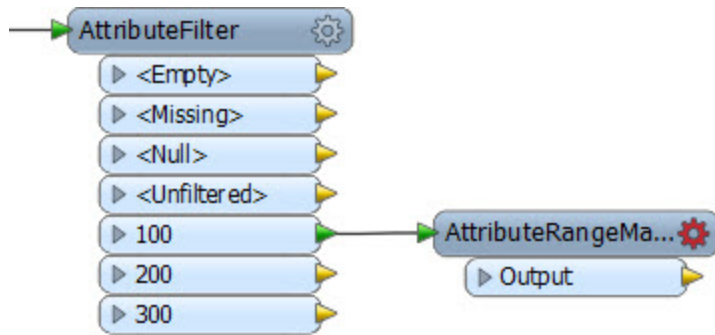 AttributeFilter
<Empty>
<Missing>
<Null>
<Unfiltered>
100
AttributeRangeMa...
200
Output
300